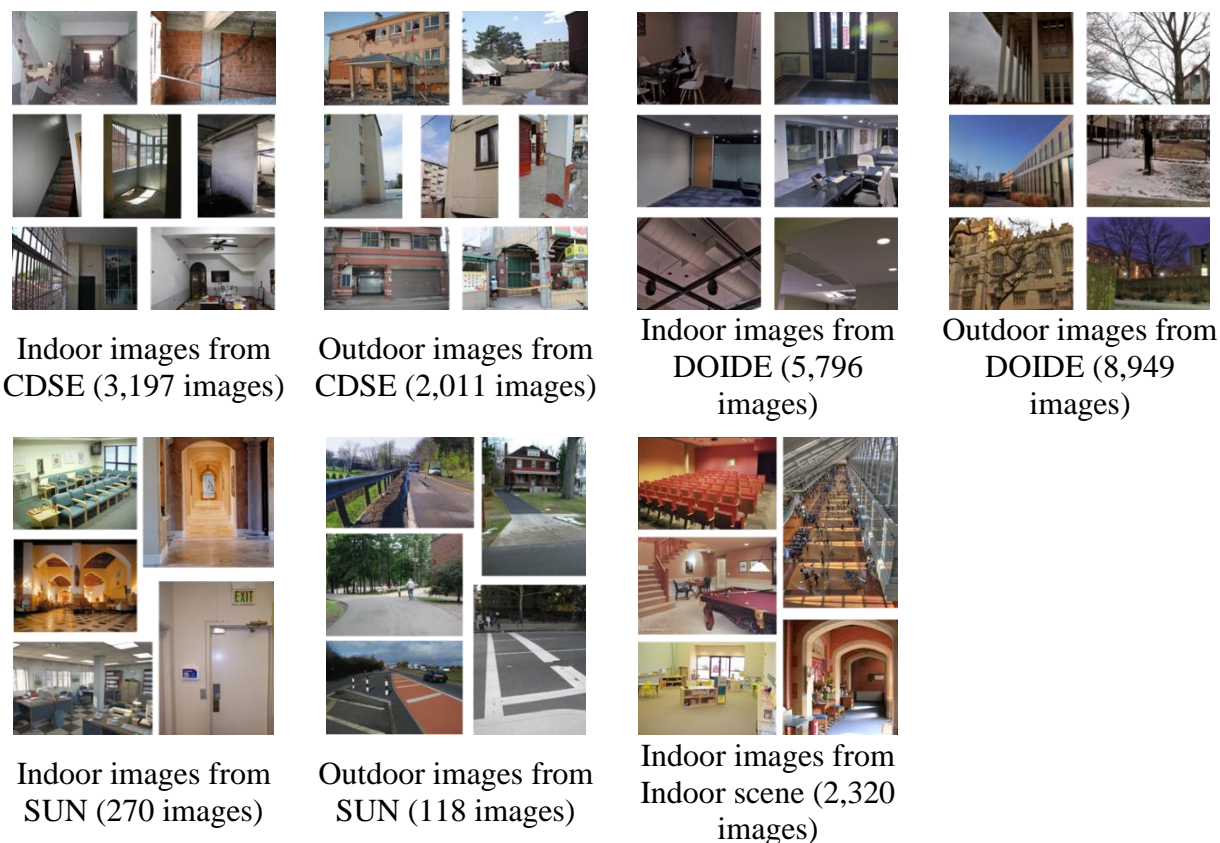 Indoor images from
CDSE (3,197 images)
Outdoor images from
CDSE (2,011 images)
Indoor images from
DOIDE (5,796
images)
Outdoor images from
DOIDE (8,949
images)
EXIT
Indoor images from
SUN (270 images)
Outdoor images from
SUN (118 images)
Indoor images from
Indoor scene (2,320
images)